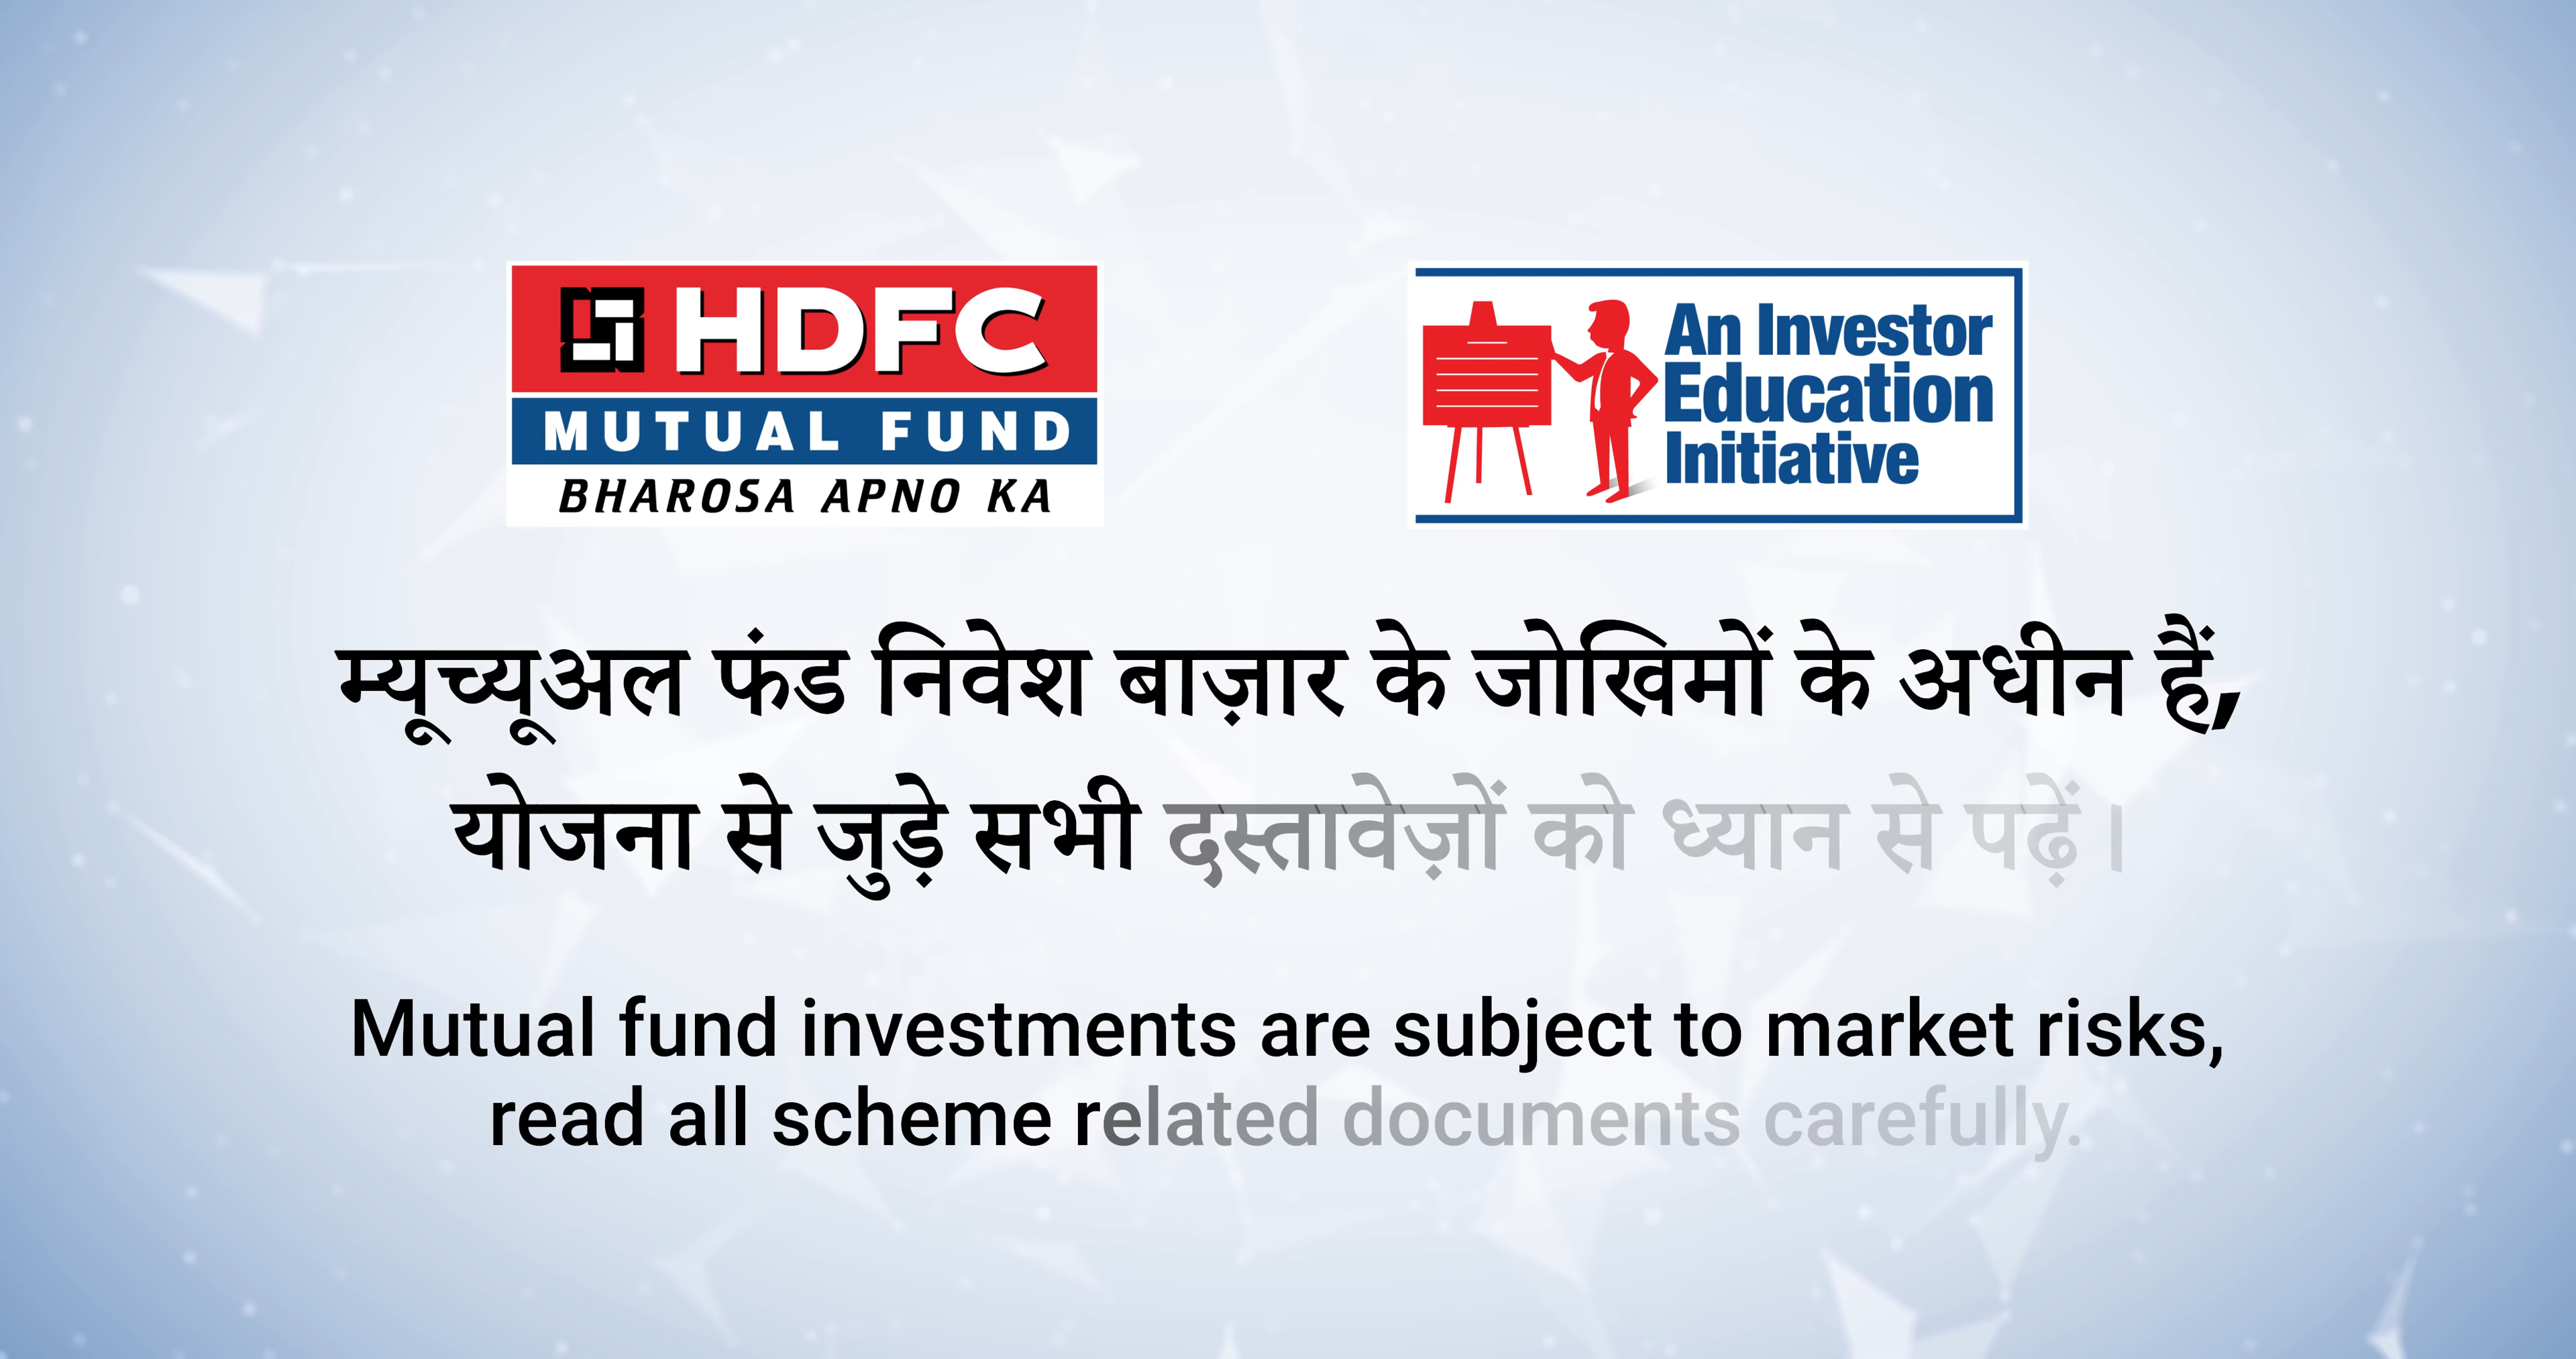 HDFC
MUTUAL FUND
BHAROSA APNO KA
An Investor
Education
Initiative
म्यूच्यूअल फंड निवेश बाज़ार के जोखिमों के अधीन हैं,
योजना से जुड़े सभी दस्तावेज़ों को ध्यान से पढ़ें।
Mutual fund investments are subject to market risks,
read all scheme related documents carefully.